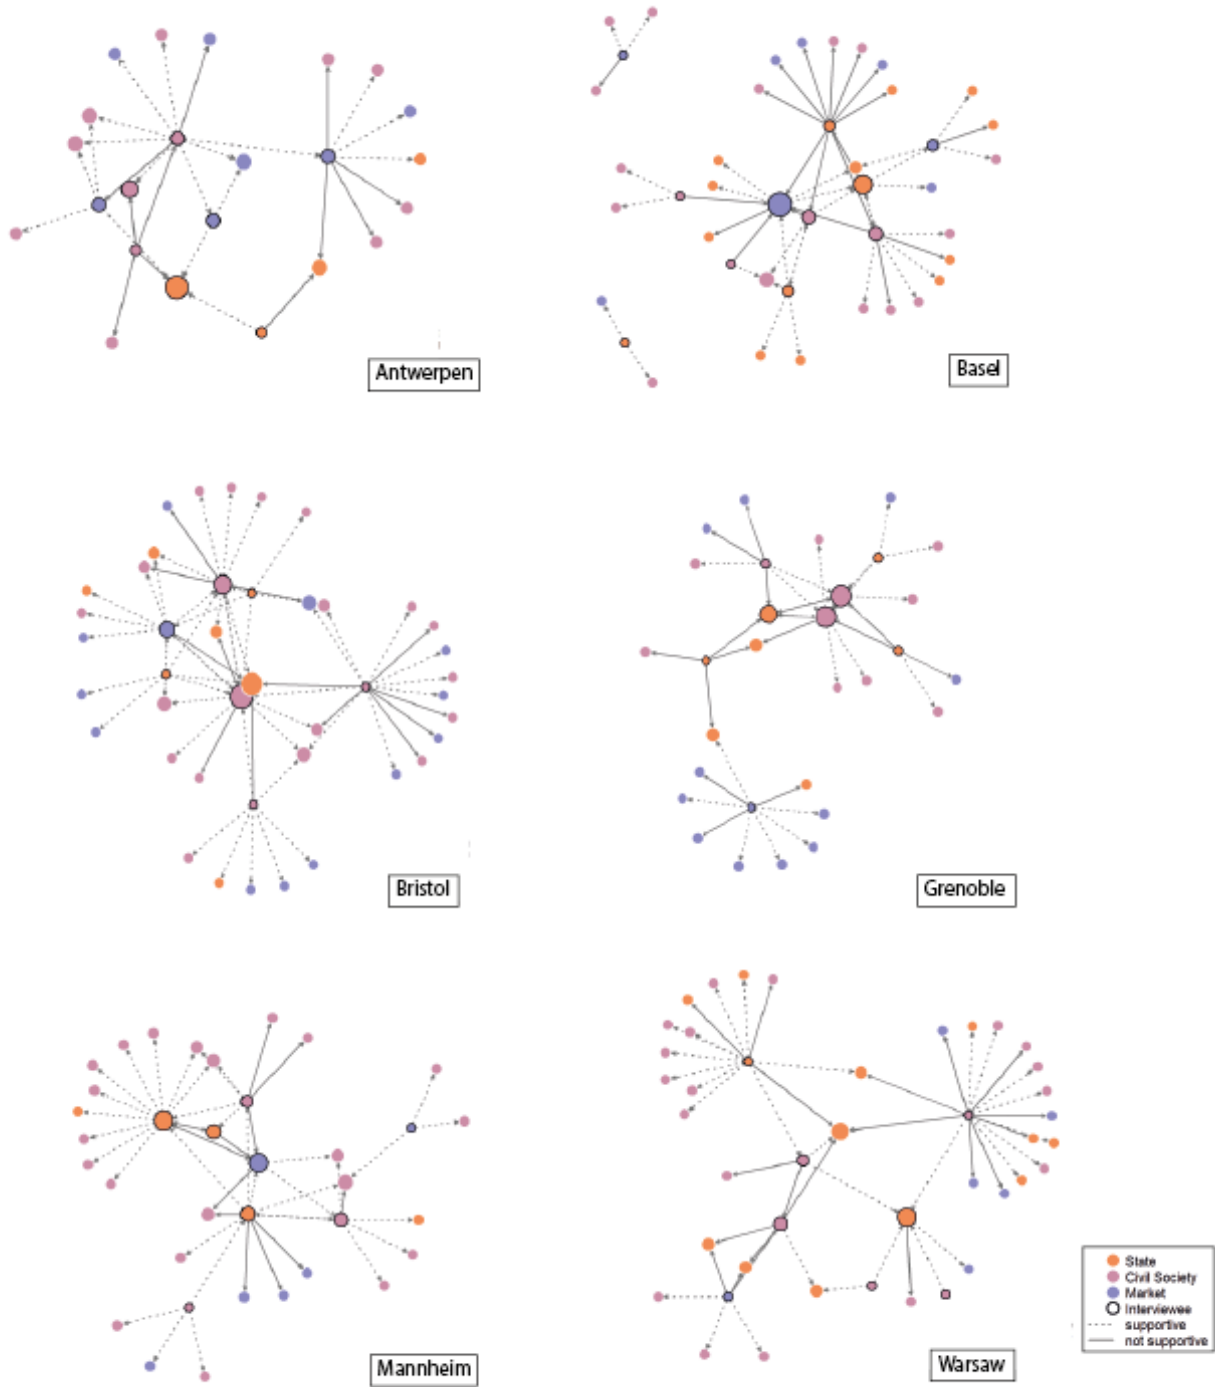 Antwerpen
Basel
Bristol
Grenoble
Mannheim
Warsaw
State
Civil Society
Market
Interviewee
supportive
not supportive